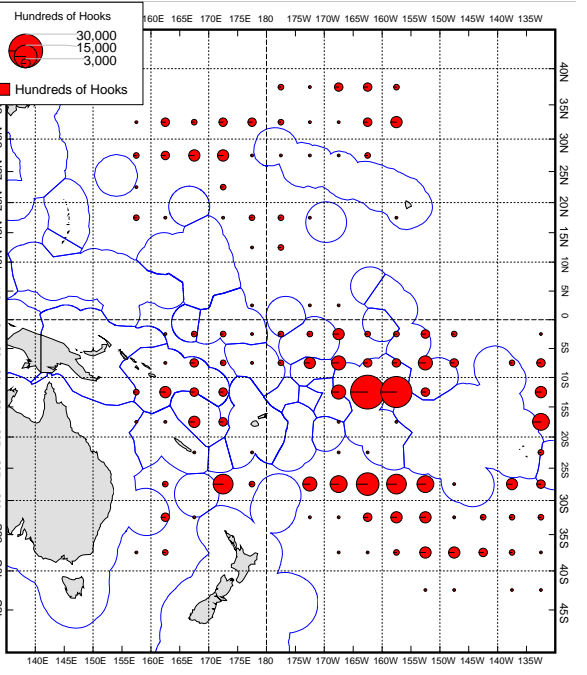 Hundreds of Hooks
30,000
15,000
3,000
Hundreds of Hooks
160E 165E 170E 175E 180 175W 170W 165W 160W 155W 150W 145W 140W 135W
40N
35N
30N
25N
20N
15N
10N
5N
0
5S
10S
15S
20S
25S
30S
35S
40S
45S
140E 145E 150E 155E 160E 165E 170E 175E 180 175W 170W 165W 160W 155W 150W 145W 140W 135W